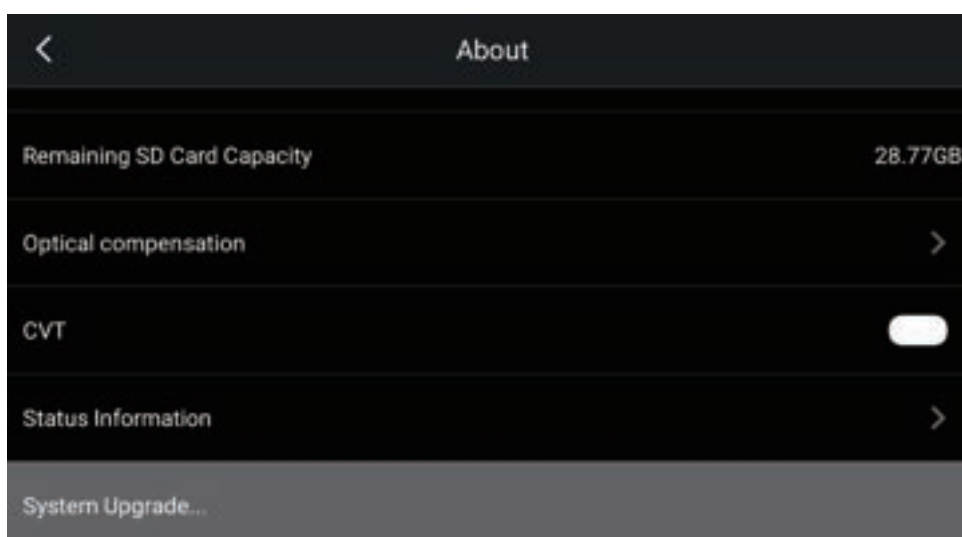 About
Remaining SD Card Capacity 28.77GB
Optical compensation
CVT
Status Information
System Upgrade...